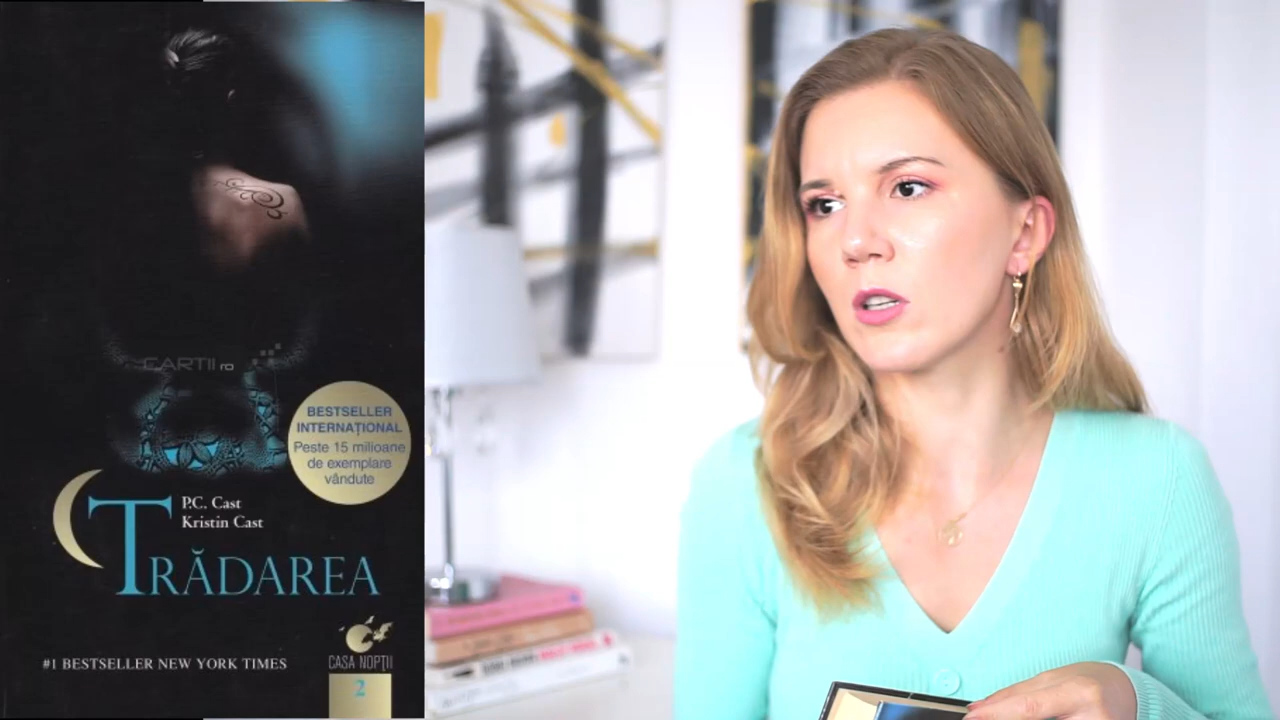 CARTII.ro
BESTSELLER
INTERNAȚIONAL
Peste 15 milioane
de exemplare
vândute
P.C. Cast
Kristin Cast
TRĂDAREA
#1 BESTSELLER NEW YORK TIMES
CASA NOPȚII
2